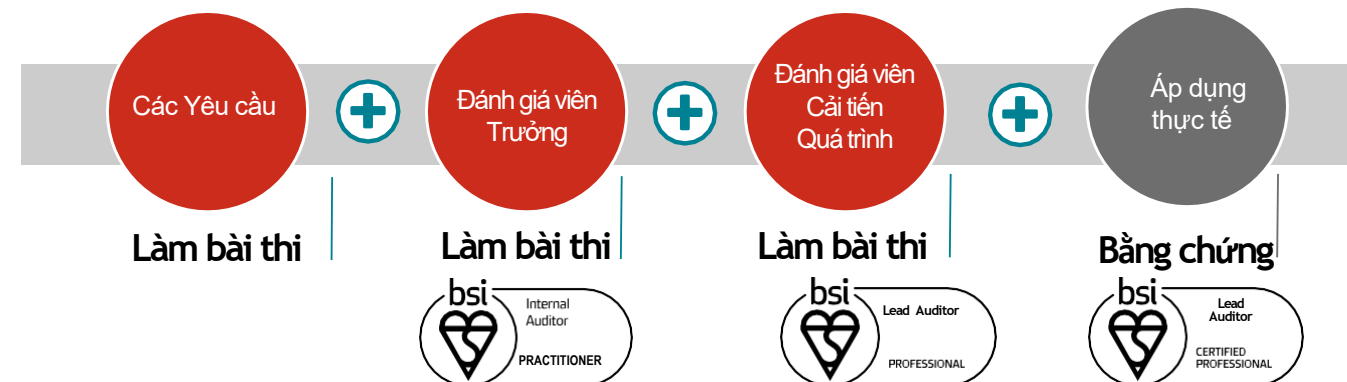 Các Yêu cầu
Đánh giá viên
Trưởng
Đánh giá viên
Cải tiến
Quá trình
Áp dụng
thực tế
Làm bài thi
Làm bài thi
Làm bài thi
Bằng chứng
bsi
Internal
Auditor
PRACTITIONER
bsi
Lead Auditor
PROFESSIONAL
bsi
Lead
Auditor
CERTIFIED
PROFESSIONAL